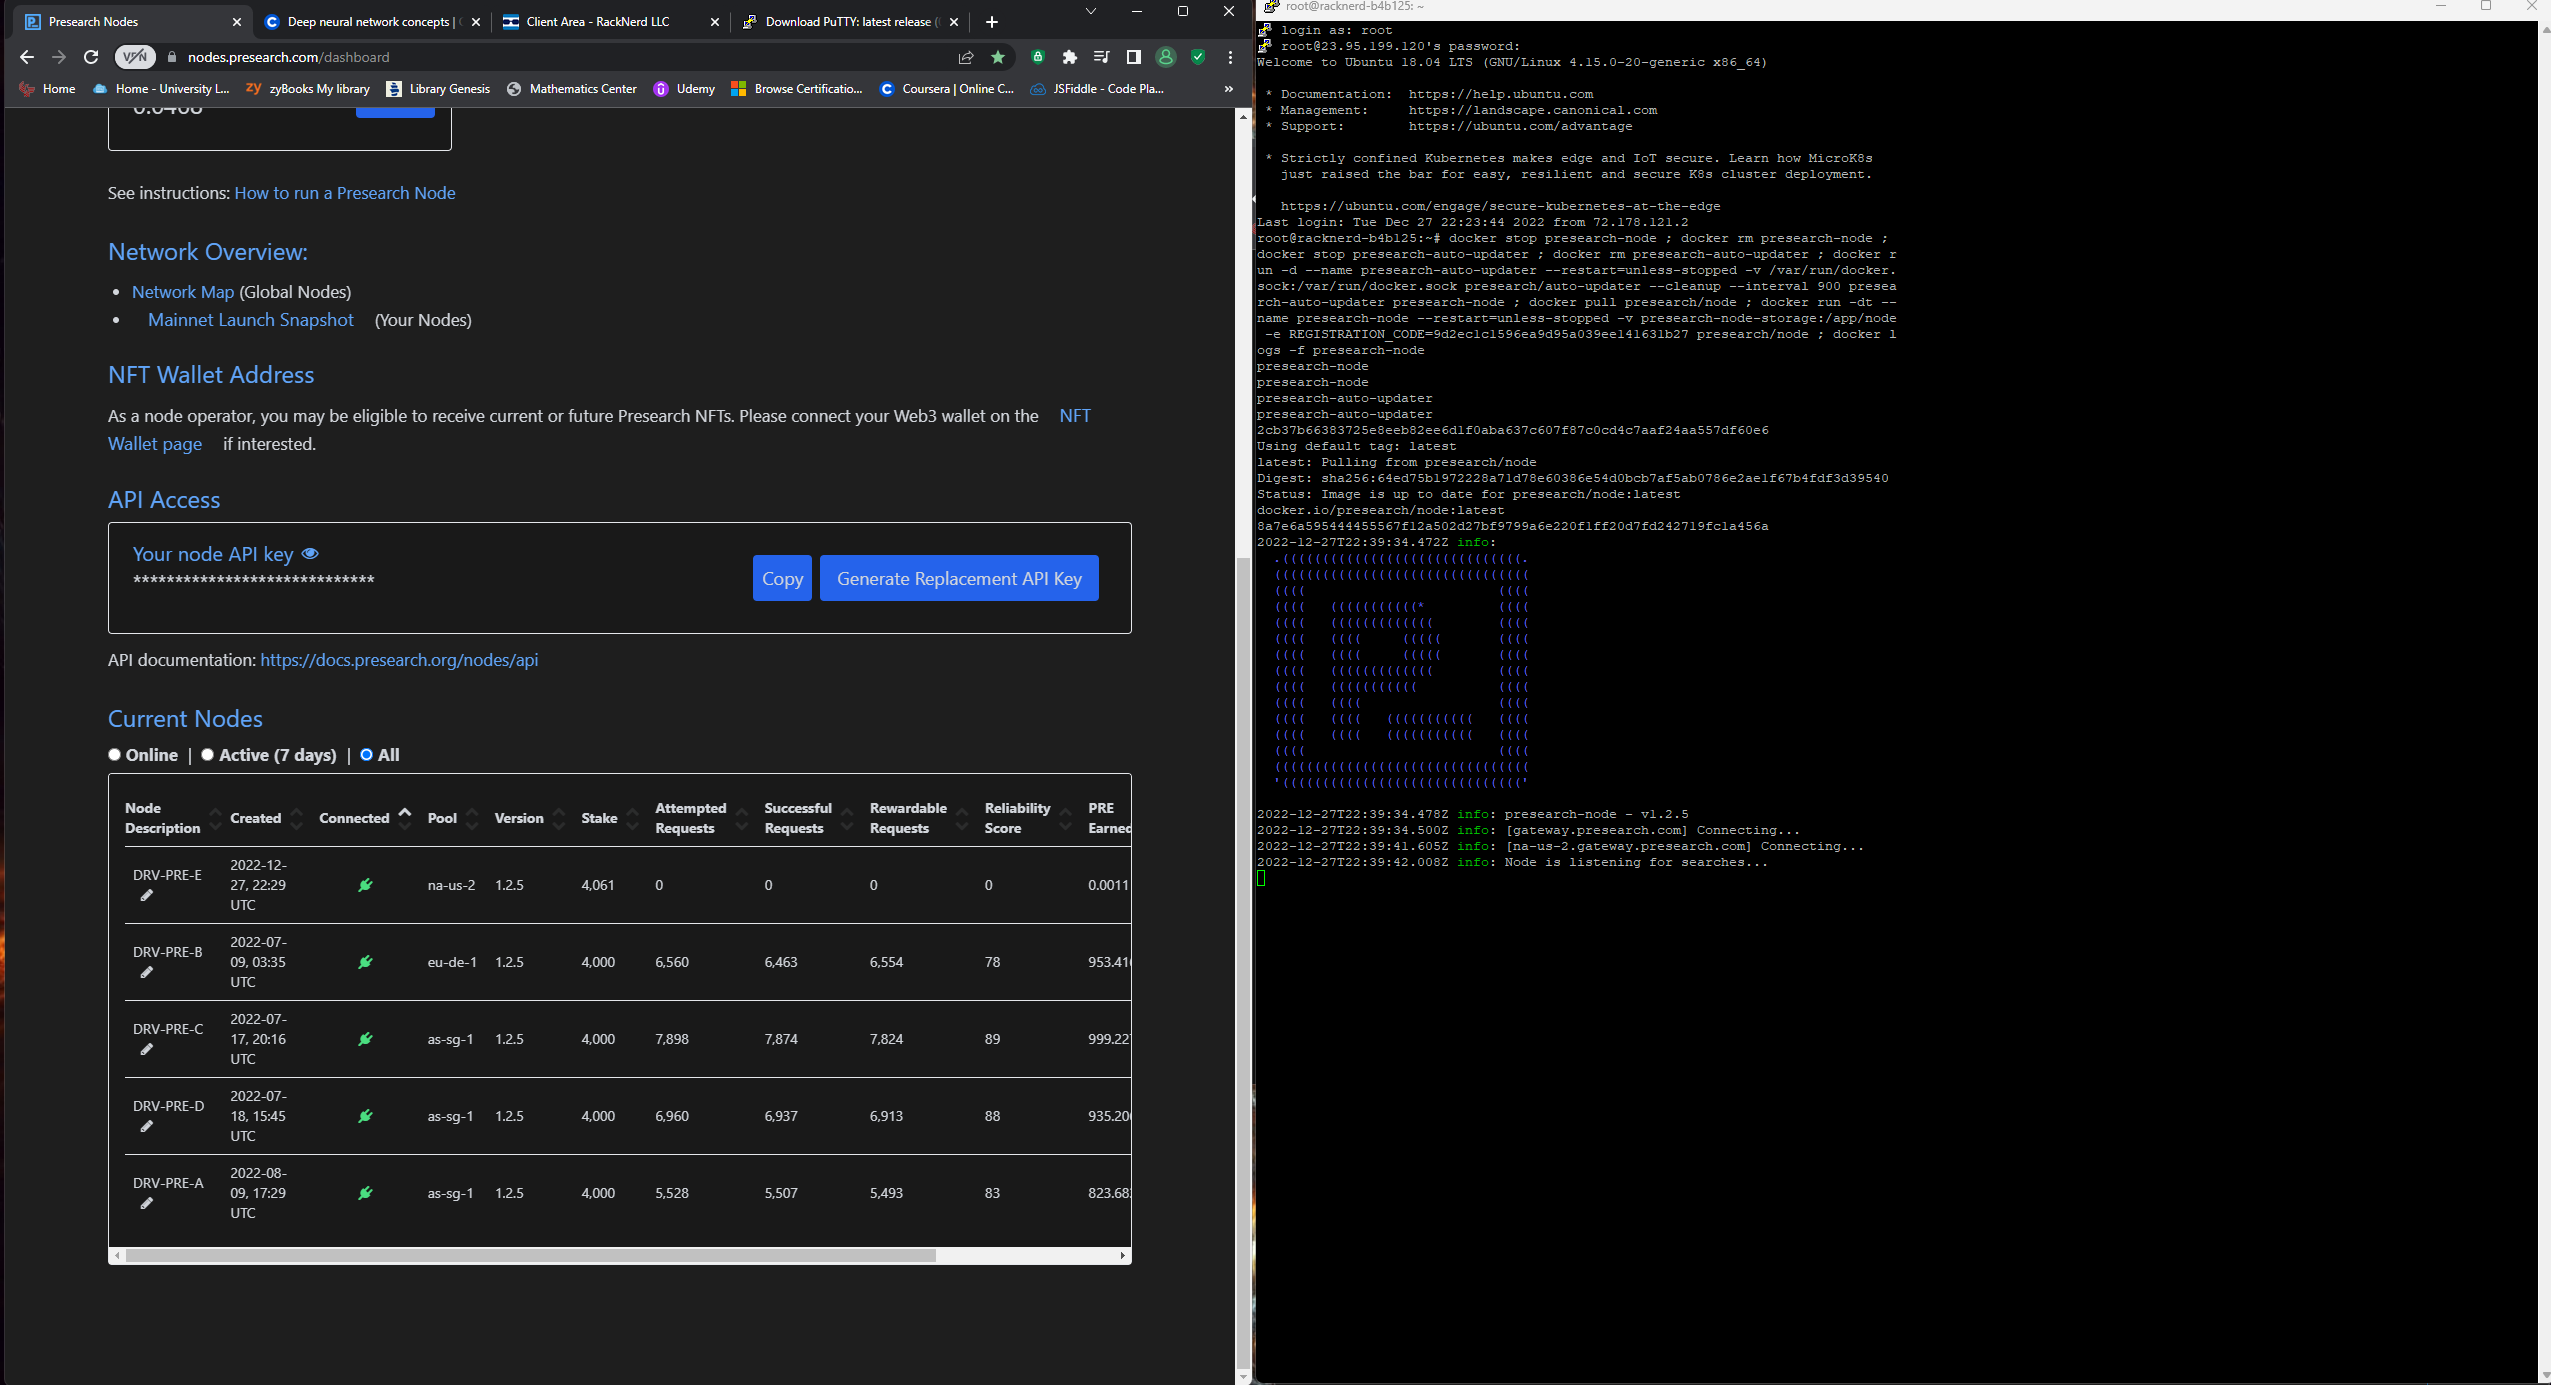 Presearch Nodes
Deep neural network concepts |
Client Area - RackNerd LLC
Download PuTTY: latest release (
VPN
nodes.presearch.com/dashboard
Home
Home - University L...
zyBooks My library
Library Genesis
Mathematics Center
Udemy
Browse Certificatio...
Coursera | Online C...
JSFiddle - Code Pla...
»
See instructions: How to run a Presearch Node
Network Overview:
• Network Map (Global Nodes)
• Mainnet Launch Snapshot (Your Nodes)
NFT Wallet Address
As a node operator, you may be eligible to receive current or future Presearch NFTs. Please connect your Web3 wallet on the NFT
Wallet page if interested.
API Access
Your node API key
*****************************
Copy
Generate Replacement API Key
API documentation: https://docs.presearch.org/nodes/api
Current Nodes
Online | Active (7 days) | All
Node Description Created Connected Pool Version Stake Attempted Requests Successful Requests Rewardable Requests Reliability Score PRE Earned
DRV-PRE-E 2022-12-27, 22:29 UTC na-us-2 1.2.5 4,061 0 0 0 0 0.0011
DRV-PRE-B 2022-07-09, 03:35 UTC eu-de-1 1.2.5 4,000 6,560 6,463 6,554 78 953.41
DRV-PRE-C 2022-07-17, 20:16 UTC as-sg-1 1.2.5 4,000 7,898 7,874 7,824 89 999.22
DRV-PRE-D 2022-07-18, 15:45 UTC as-sg-1 1.2.5 4,000 6,960 6,937 6,913 88 935.20
DRV-PRE-A 2022-08-09, 17:29 UTC as-sg-1 1.2.5 4,000 5,528 5,507 5,493 83 823.68
root@racknerd-b4b125: ~
login as: root
root@23.95.199.120's password:
Welcome to Ubuntu 18.04 LTS (GNU/Linux 4.15.0-20-generic x86_64)
* Documentation: https://help.ubuntu.com
* Management: https://landscape.canonical.com
* Support: https://ubuntu.com/advantage
* Strictly confined Kubernetes makes edge and IoT secure. Learn how MicroK8s
just raised the bar for easy, resilient and secure K8s cluster deployment.
https://ubuntu.com/engage/secure-kubernetes-at-the-edge
Last login: Tue Dec 27 22:23:44 2022 from 72.178.121.2
root@racknerd-b4b125:~# docker stop presearch-node ; docker rm presearch-node ;
docker stop presearch-auto-updater ; docker rm presearch-auto-updater ; docker r
un -d --name presearch-auto-updater --restart=unless-stopped -v /var/run/docker.
sock:/var/run/docker.sock presearch/auto-updater --cleanup --interval 900 presea
rch-auto-updater presearch-node ; docker pull presearch/node ; docker run -dt --
name presearch-node --restart=unless-stopped -v presearch-node-storage:/app/node
-e REGISTRATION_CODE=9d2ec1c1596ea9d95a039ee141631b27 presearch/node ; docker l
ogs -f presearch-node
presearch-node
presearch-node
presearch-auto-updater
presearch-auto-updater
2cb37b66383725e8eeb82ee6d1f0aba637c607f87c0cd4c7aaf24aa557df60e6
Using default tag: latest
latest: Pulling from presearch/node
Digest: sha256:64ed75b1972228a71d78e60386e54d0bcb7af5ab0786e2ae1f67b4fdf3d39540
Status: Image is up to date for presearch/node:latest
docker.io/presearch/node:latest
8a7e6a595444455567f12a502d27bf9799a6e220f1ff20d7fd242719fc1a456a
2022-12-27T22:39:34.472Z info:
2022-12-27T22:39:34.478Z info: presearch-node - v1.2.5
2022-12-27T22:39:34.500Z info: [gateway.presearch.com] Connecting...
2022-12-27T22:39:41.605Z info: [na-us-2.gateway.presearch.com] Connecting...
2022-12-27T22:39:42.008Z info: Node is listening for searches...